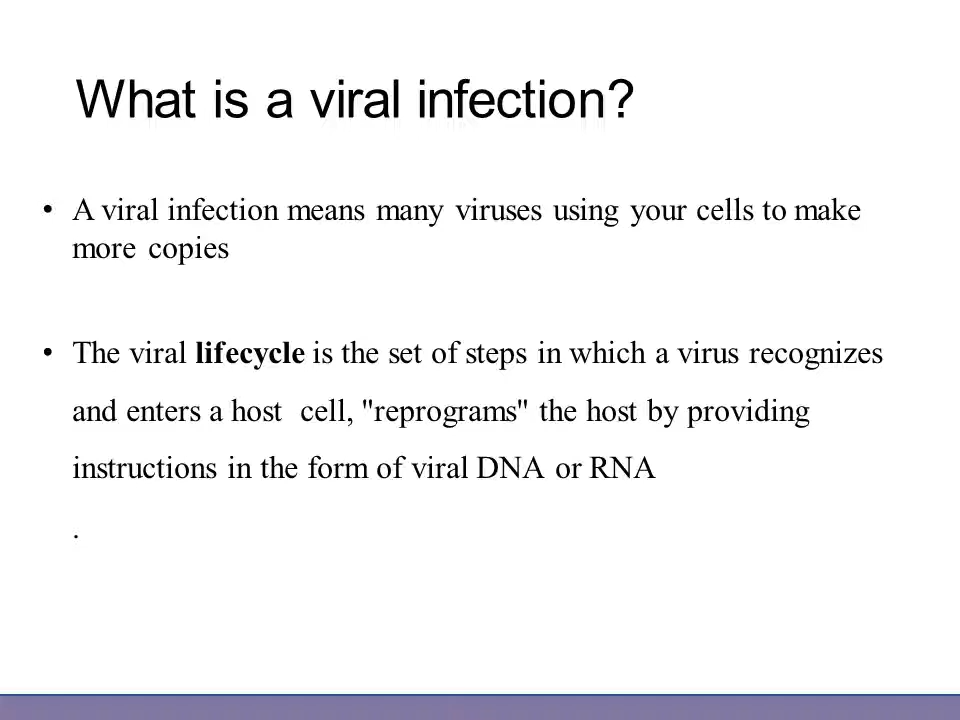 What is a viral infection?
• A viral infection means many viruses using your cells to make
more copies
• The viral lifecycle is the set of steps in which a virus recognizes
and enters a host  cell, "reprograms" the host by providing
instructions in the form of viral DNA or RNA
.